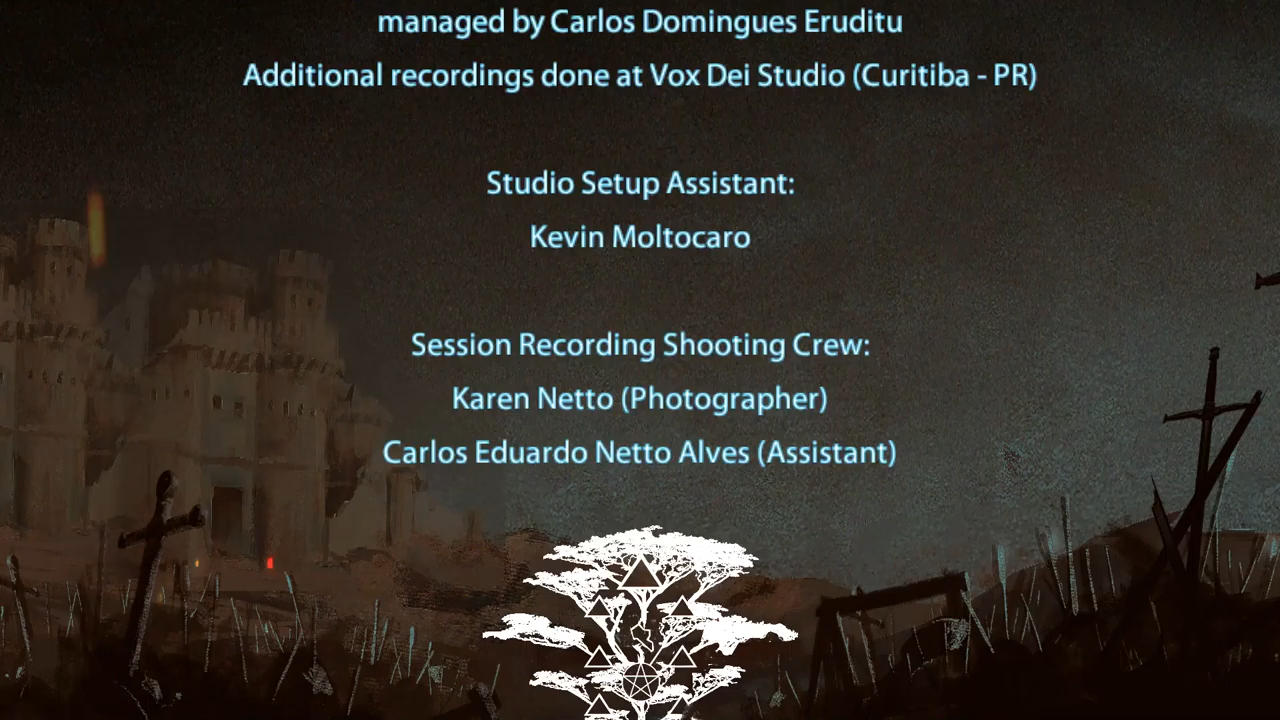 managed by Carlos Domingues Eruditu
Additional recordings done at Vox Dei Studio (Curitiba - PR)
Studio Setup Assistant:
Kevin Moltocaro
Session Recording Shooting Crew:
Karen Netto (Photographer)
Carlos Eduardo Netto Alves (Assistant)